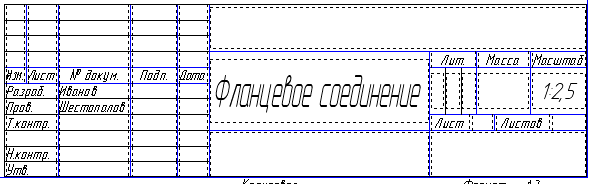 Лит. Масса Масштаб
Изм. Лист № докум. Подп. Дата
Разраб. Иванов
Фланцевое соединение
1:2,5
Пров. Шестопалов
Т.контр.
Лист Листов
Н.контр.
Утв.